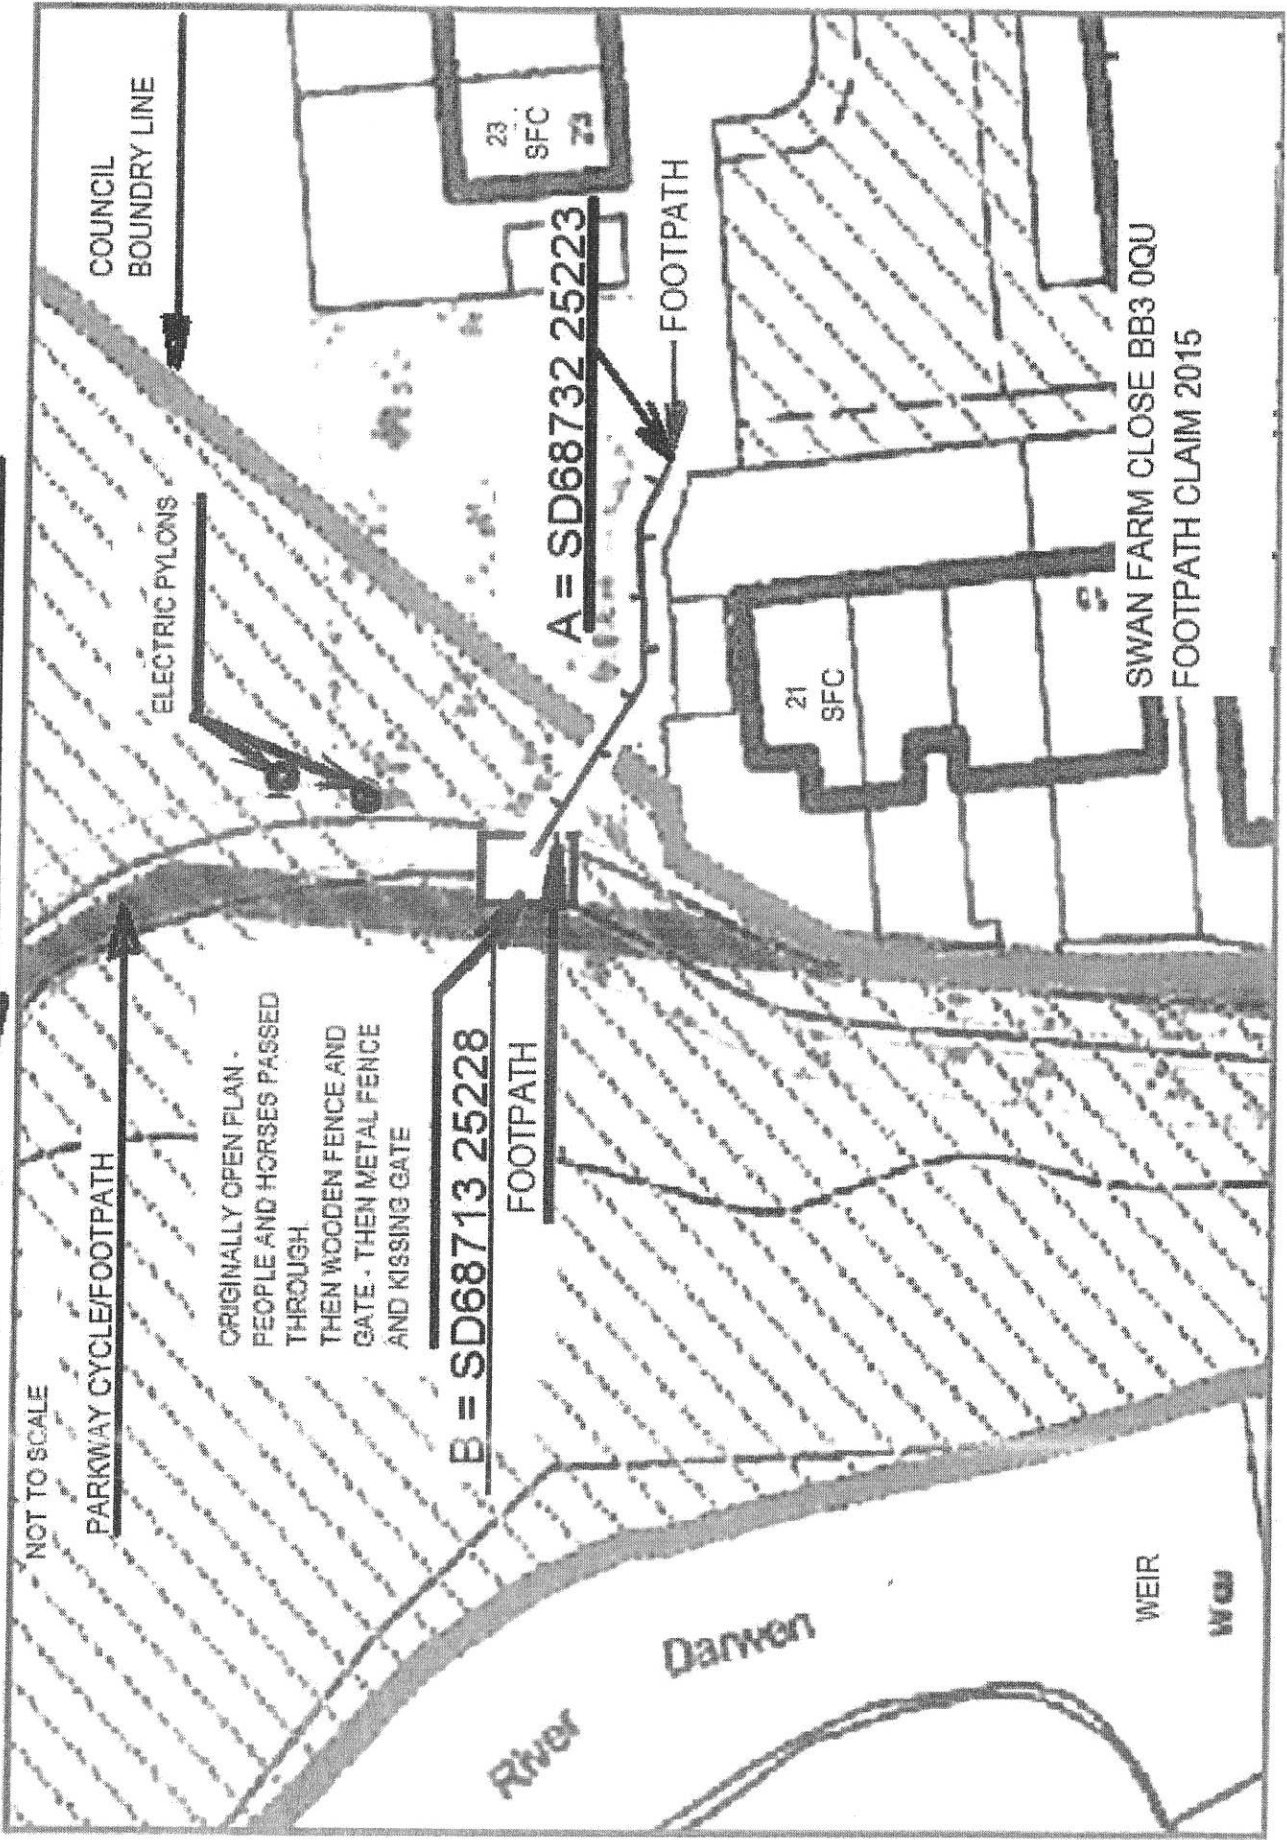 NOT TO SCALE
PARKWAY CYCLE/FOOTPATH
ELECTRIC PYLONS
COUNCIL
BOUNDRY LINE
ORIGINALLY OPEN PLAN -
PEOPLE AND HORSES PASSED
THROUGH.
THEN WOODEN FENCE AND
GATE - THEN METAL FENCE
AND KISSING GATE
B = SD68713 25228
FOOTPATH
A = SD68732 25223
FOOTPATH
23
SFC
23
21
SFC
River
Darwen
WEIR
SWAN FARM CLOSE BB3 0QU
FOOTPATH CLAIM 2015